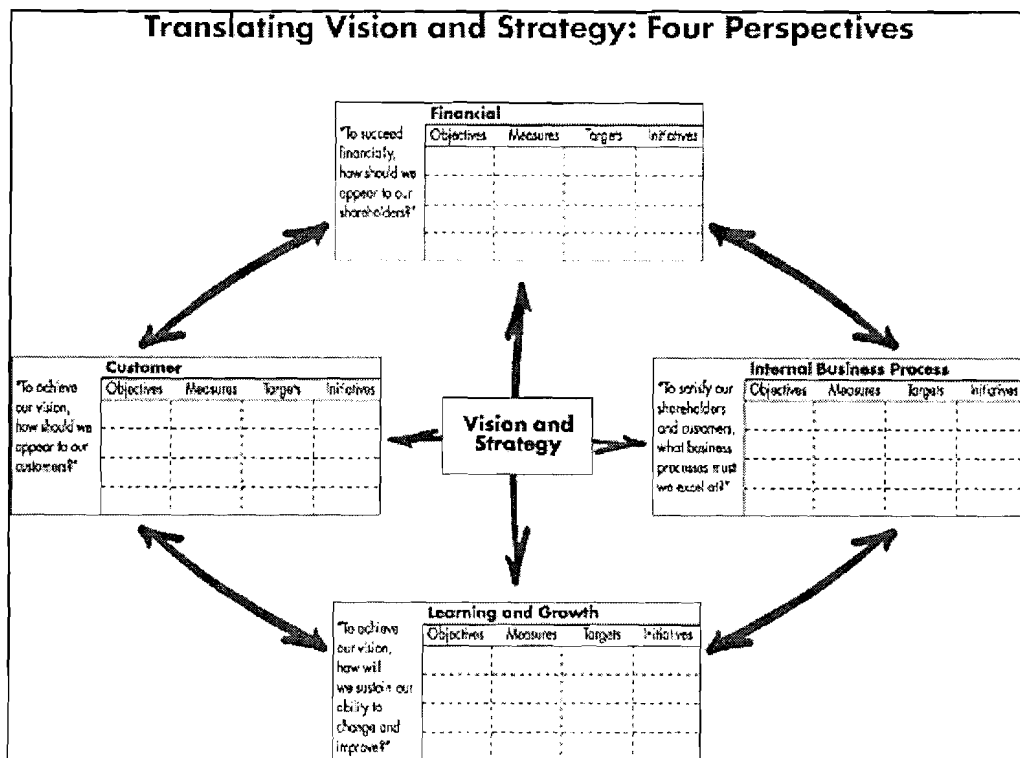 Translating Vision and Strategy: Four Perspectives
Financial
"To succeed
financially,
how should we
appear to our
shareholders?"
Objectives Measures Targets Initiatives
Customer
"To achieve
our vision,
how should we
appear to our
customers?"
Objectives Measures Targets Initiatives
Vision and
Strategy
Internal Business Process
"To satisfy our
shareholders
and customers,
what business
processes must
we excel at?"
Objectives Measures Targets Initiatives
Learning and Growth
"To achieve
our vision,
how will
we sustain our
ability to
change and
improve?"
Objectives Measures Targets Initiatives